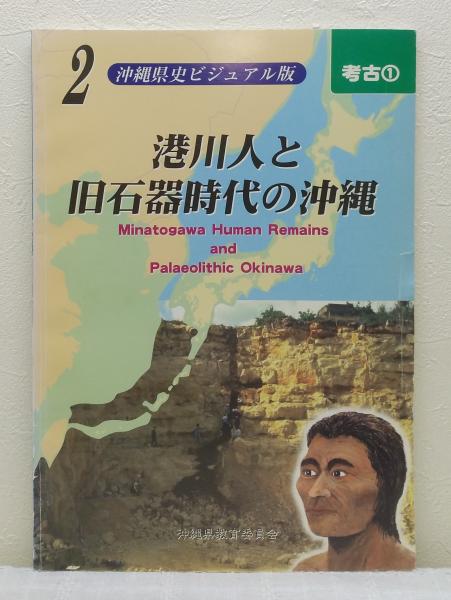 2
沖縄県史ビジュアル版
考古①
港川人と
旧石器時代の沖縄
Minatogawa Human Remains
and
Palaeolithic Okinawa
沖縄県教育委員会